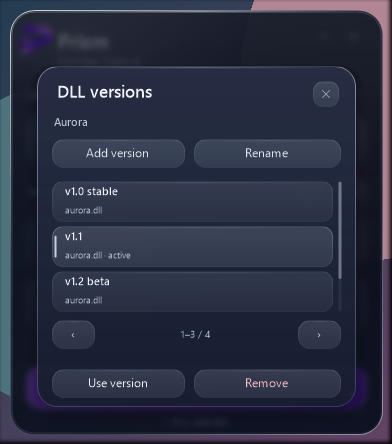 Prism
DLL versions
Aurora
Add version
Rename
v1.0 stable
aurora.dll
v1.1
aurora.dll · active
v1.2 beta
aurora.dll
‹
1–3 / 4
›
Use version
Remove